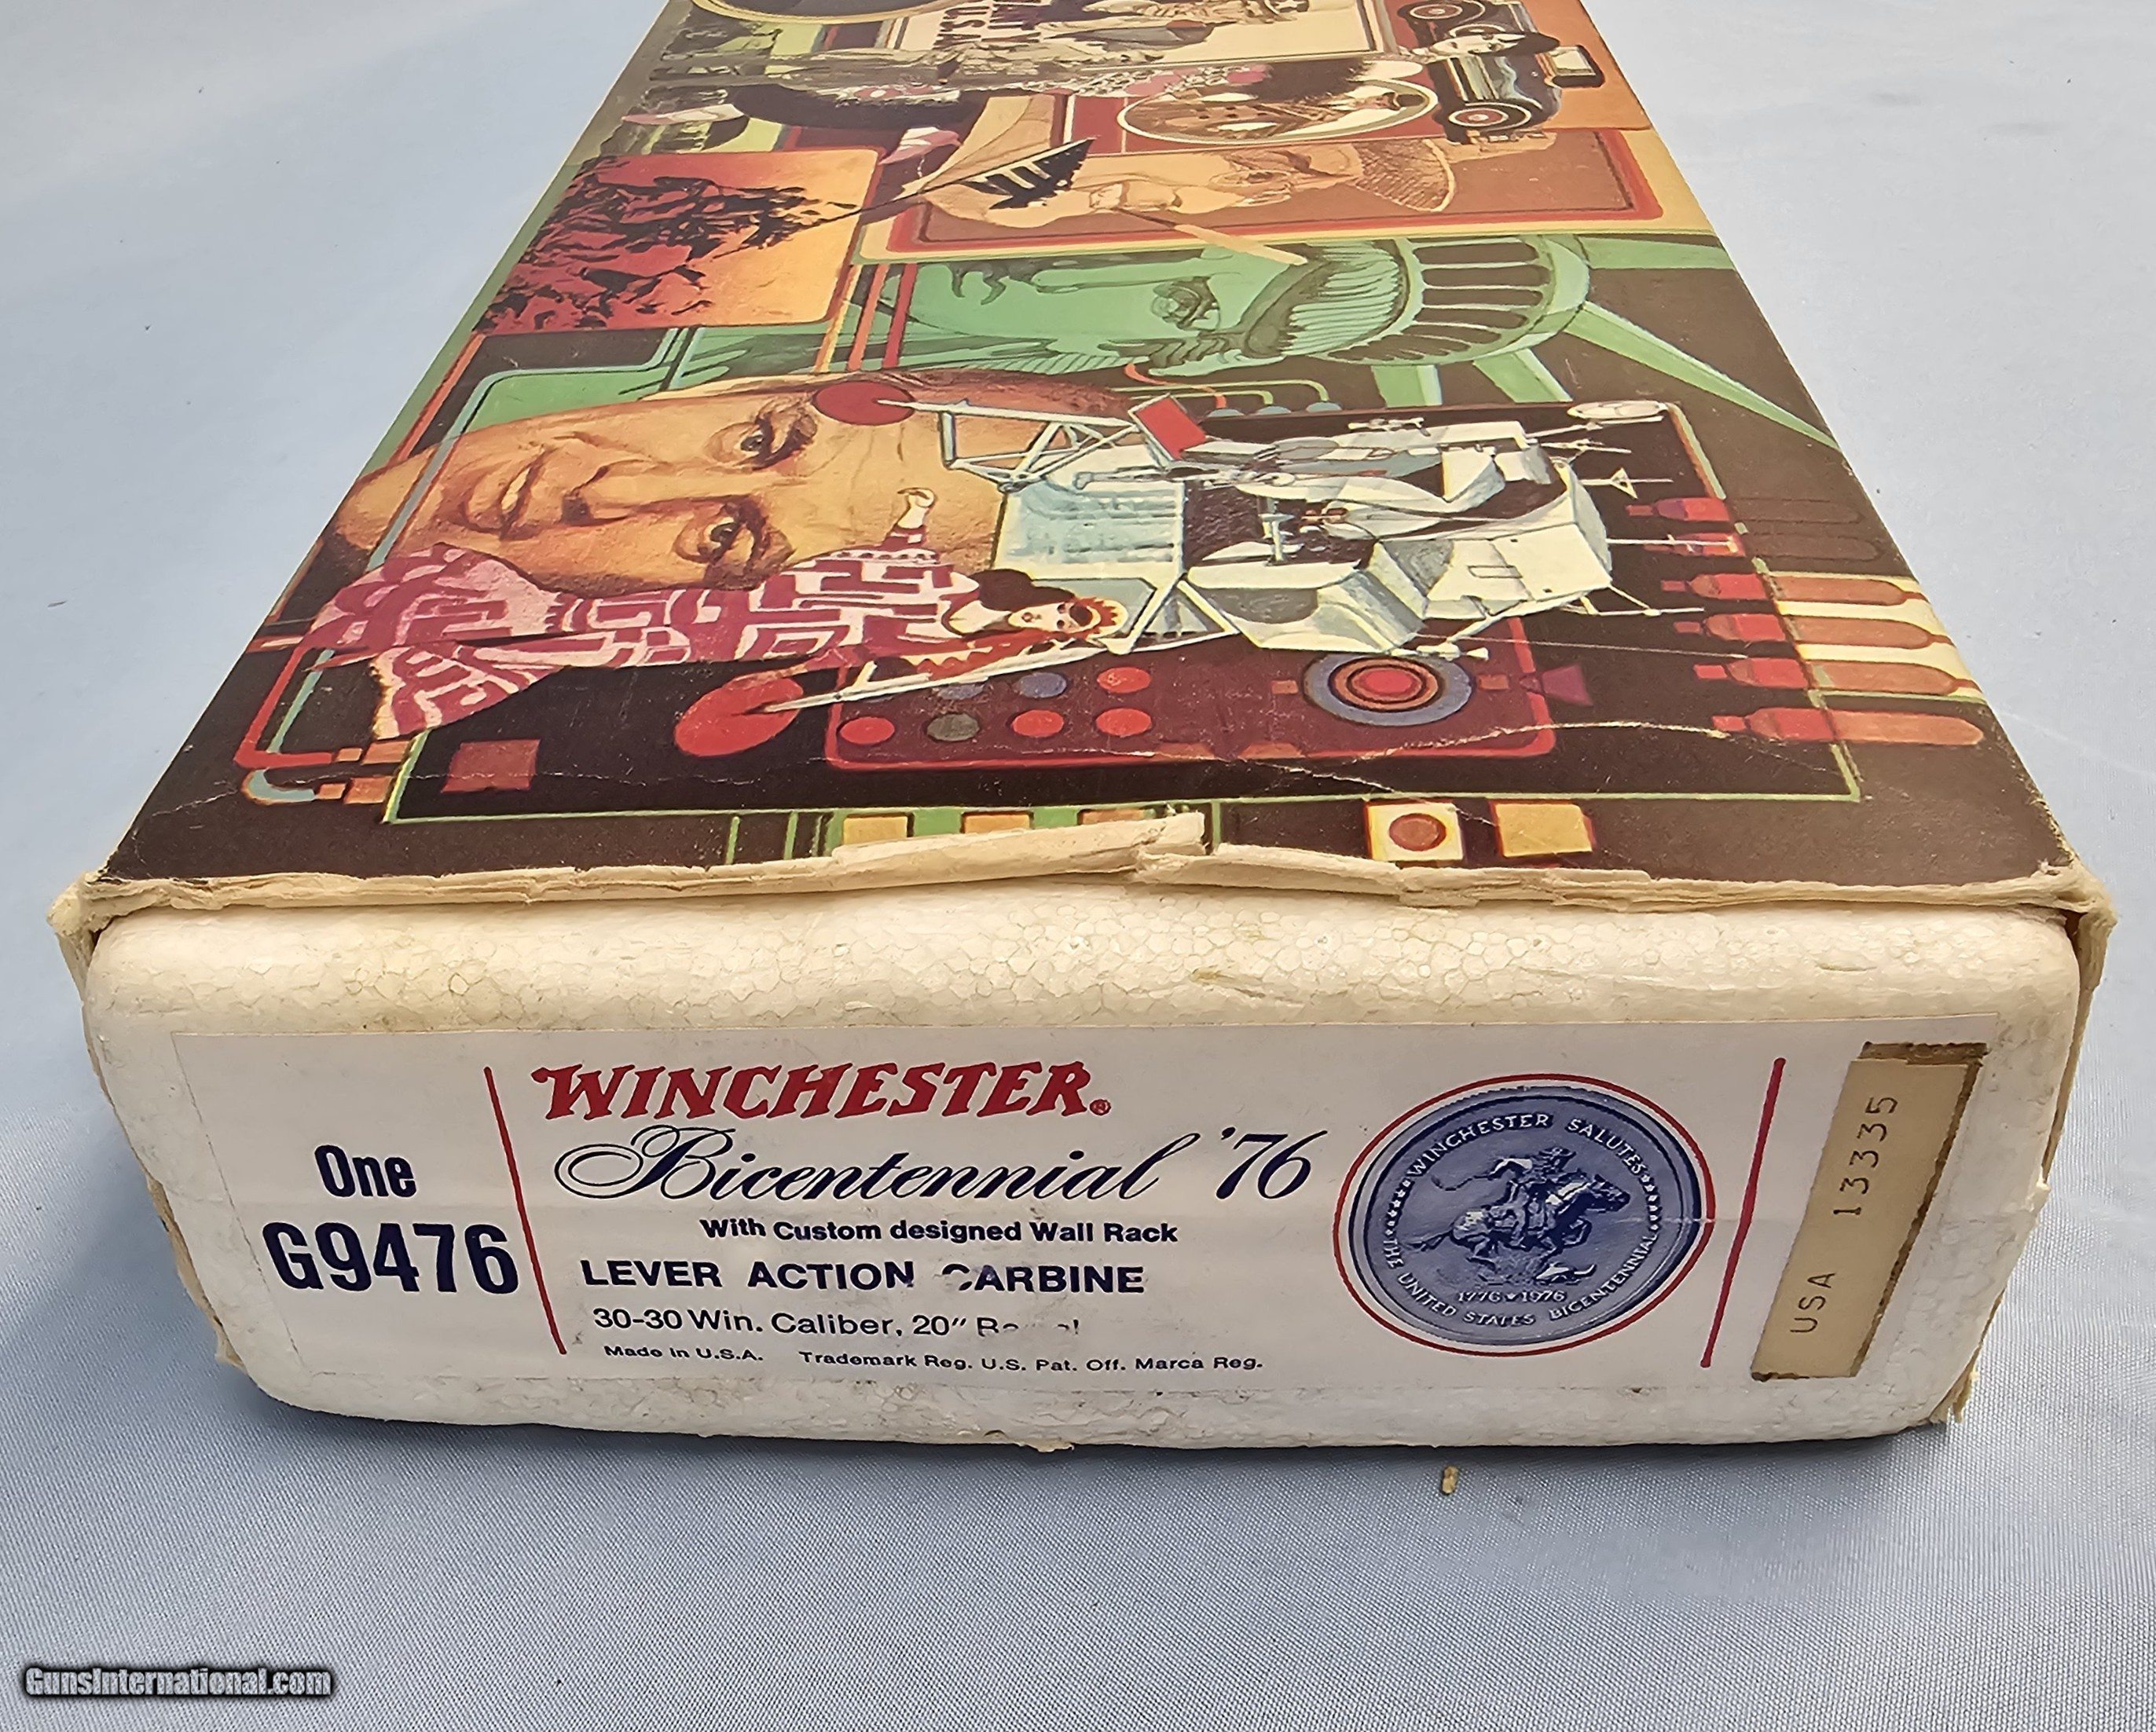 One
G9476
WINCHESTER®
Bicentennial '76
With Custom designed Wall Rack
LEVER ACTION CARBINE
30-30 Win. Caliber, 20"
Made in U.S.A. Trademark Reg. U.S. Pat. Off. Marca Reg.
WINCHESTER SALUTES
THE UNITED STATES BICENTENNIAL
1776 ★ 1976
USA 13335
GunsInternational.com